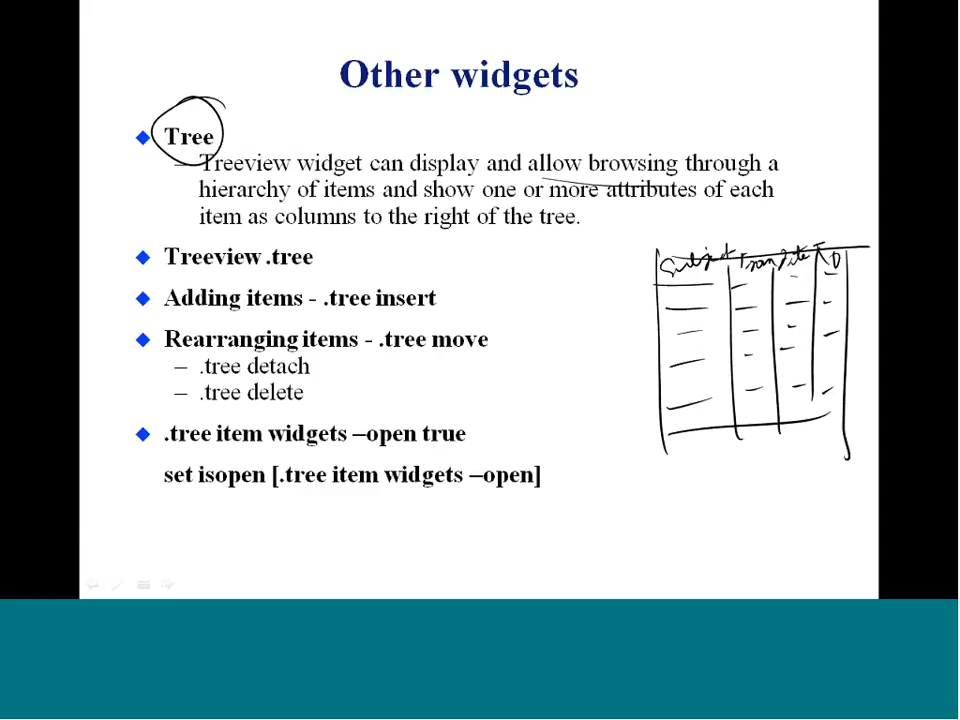 Other widgets
Tree
– Treeview widget can display and allow browsing through a
hierarchy of items and show one or more attributes of each
item as columns to the right of the tree.
Treeview .tree
Adding items - .tree insert
Rearranging items - .tree move
– .tree detach
– .tree delete
.tree item widgets –open true
set isopen [.tree item widgets –open]
Subject